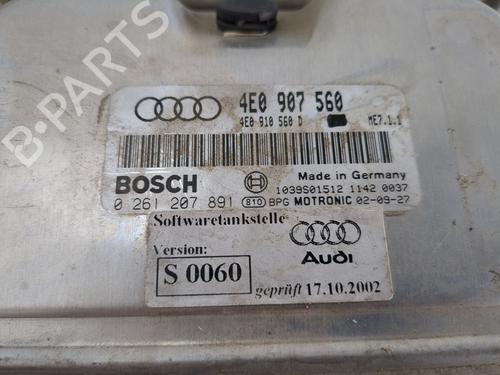 B-PARTS
4E0 907 560
4E0 910 560 D ME7.1.1
BOSCH
Made in Germany
1039S01512 1142 0037
0 261 207 891 810 BPG MOTRONIC 02-09-27
Softwaretankstelle
Version:
S 0060
Audi
geprüft 17.10.2002